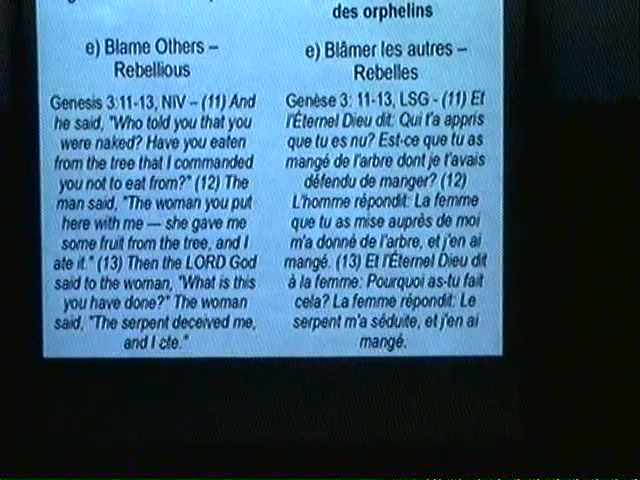 des orphelins
e) Blame Others –
Rebellious
Genesis 3:11-13, NIV – (11) And
he said, "Who told you that you
were naked? Have you eaten
from the tree that I commanded
you not to eat from?" (12) The
man said, "The woman you put
here with me — she gave me
some fruit from the tree, and I
ate it." (13) Then the LORD God
said to the woman, "What is this
you have done?" The woman
said, "The serpent deceived me,
and I ate."
e) Blâmer les autres –
Rebelles
Genèse 3: 11-13, LSG - (11) Et
l'Éternel Dieu dit: Qui t'a appris
que tu es nu? Est-ce que tu as
mangé de l'arbre dont je t'avais
défendu de manger? (12)
L'homme répondit: La femme
que tu as mise auprès de moi
m'a donné de l'arbre, et j'en ai
mangé. (13) Et l'Éternel Dieu dit
à la femme: Pourquoi as-tu fait
cela? La femme répondit: Le
serpent m'a séduite, et j'en ai
mangé.